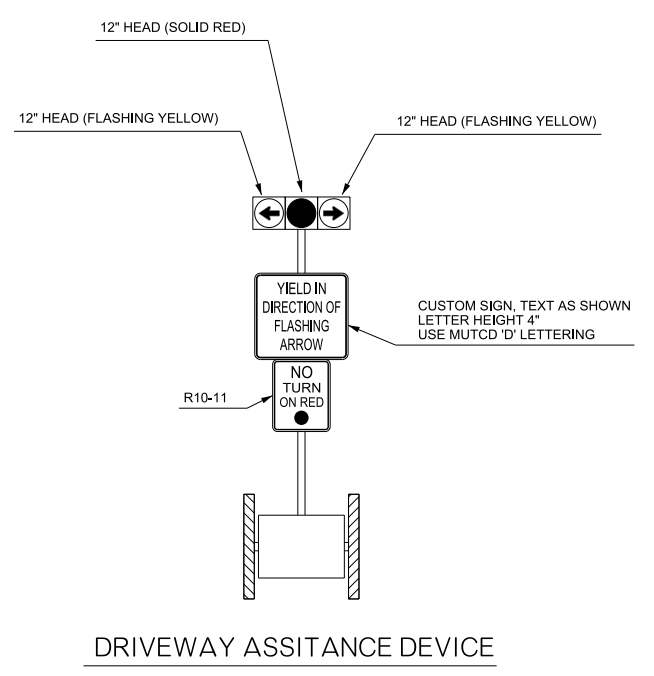 12" HEAD (SOLID RED)
12" HEAD (FLASHING YELLOW)
12" HEAD (FLASHING YELLOW)
YIELD IN
DIRECTION OF
FLASHING
ARROW
CUSTOM SIGN, TEXT AS SHOWN
LETTER HEIGHT 4"
USE MUTCD 'D' LETTERING
NO
TURN
ON RED
R10-11
DRIVEWAY ASSITANCE DEVICE